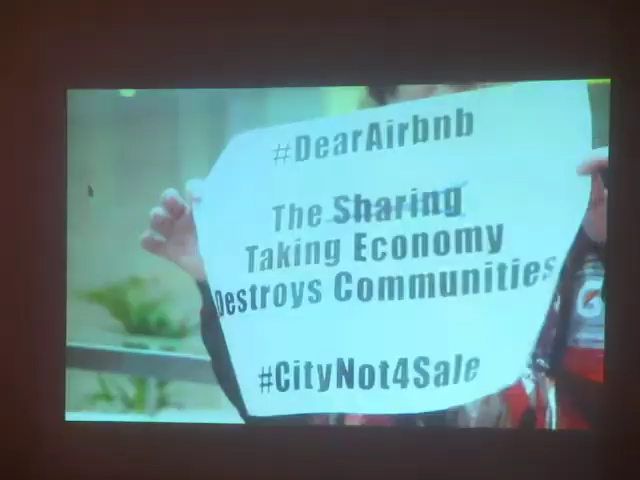 #DearAirbnb
The Sharing
Taking Economy
Destroys Communities
#CityNot4Sale
G